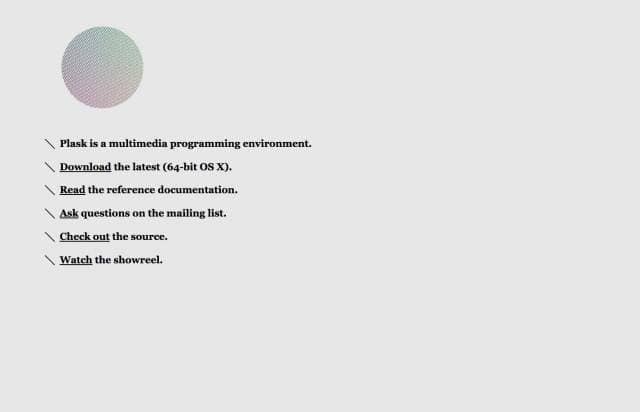 \ Plask is a multimedia programming environment.
\ Download the latest (64-bit OS X).
\ Read the reference documentation.
\ Ask questions on the mailing list.
\ Check out the source.
\ Watch the showreel.